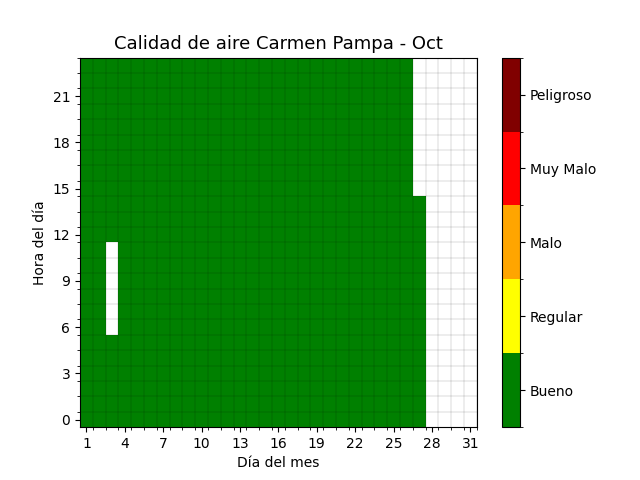 Calidad de aire Carmen Pampa - Oct
21
18
15
12
9
6
3
0
Hora del día
1 4 7 10 13 16 19 22 25 28 31
Día del mes
Peligroso
Muy Malo
Malo
Regular
Bueno